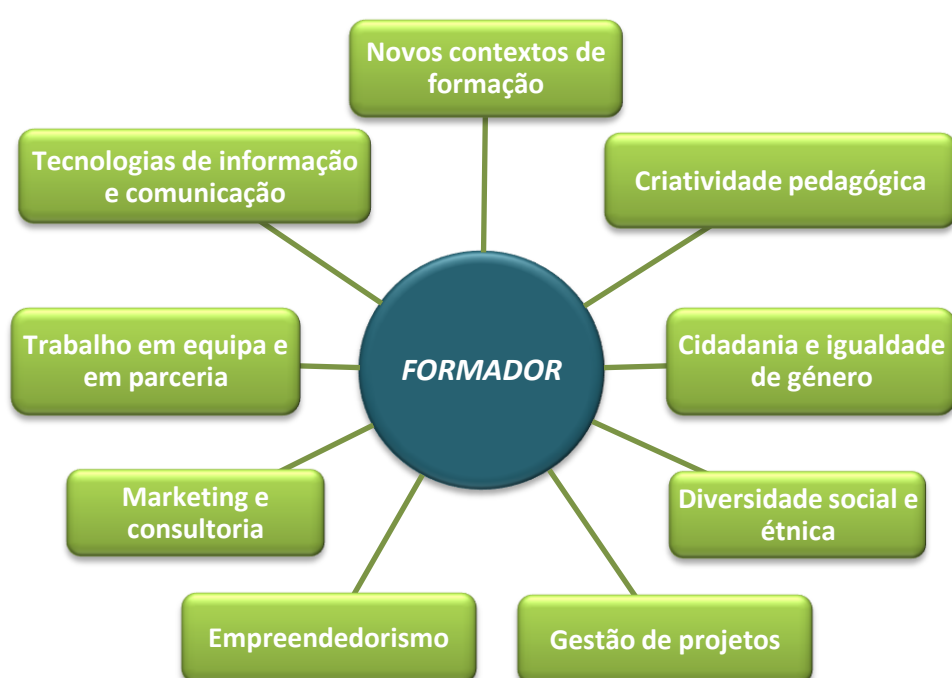 Novos contextos de
formação
Tecnologias de informação
e comunicação
Criatividade pedagógica
Trabalho em equipa e
em parceria
FORMADOR
Cidadania e igualdade
de género
Marketing e
consultoria
Diversidade social e
étnica
Empreendedorismo
Gestão de projetos